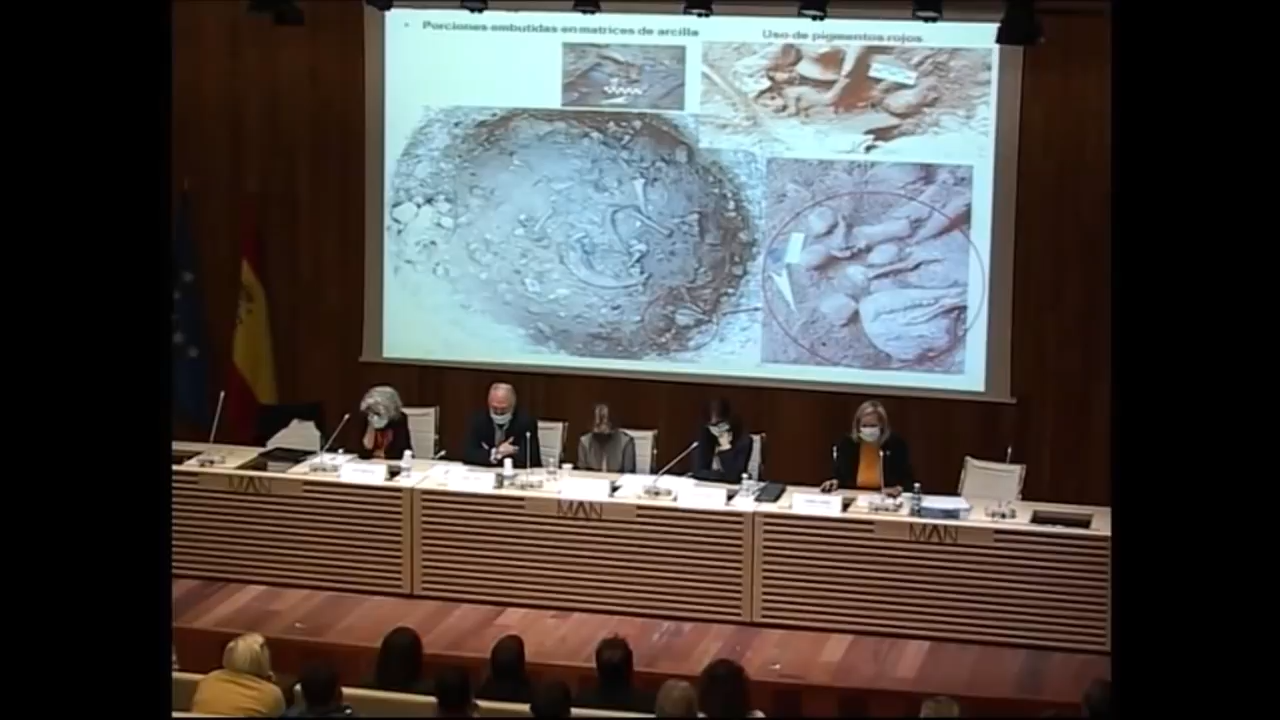 • Porciones embutidas en matrices de arcilla
Uso de pigmentos rojos
MAN
MAN
MAN